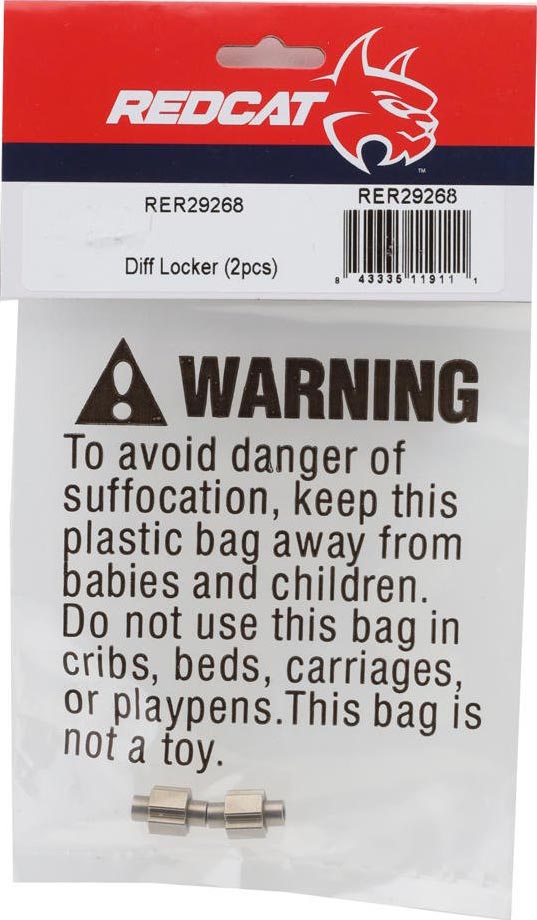 REDCAT
TM
RER29268
Diff Locker (2pcs)
RER29268
8 43335 11911 1
WARNING
To avoid danger of
suffocation, keep this
plastic bag away from
babies and children.
Do not use this bag in
cribs, beds, carriages,
or playpens.This bag is
not a toy.